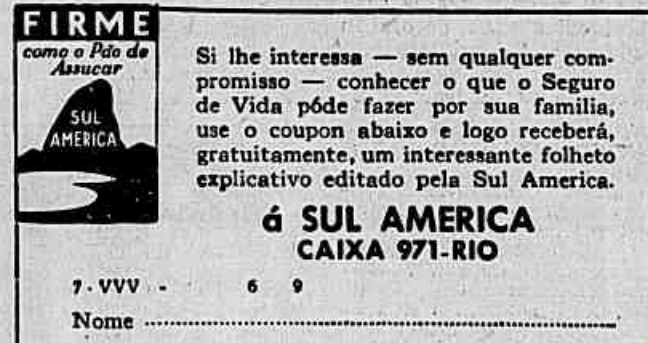 FIRME
como o Pão de
Assucar
SUL
AMERICA
Si lhe interessa — sem qualquer com-
promisso — conhecer o que o Seguro
de Vida póde fazer por sua familia,
use o coupon abaixo e logo receberá,
gratuitamente, um interessante folheto
explicativo editado pela Sul America.
á SUL AMERICA
CAIXA 971-RIO
7 - VVV - 6 9
Nome ........................................................